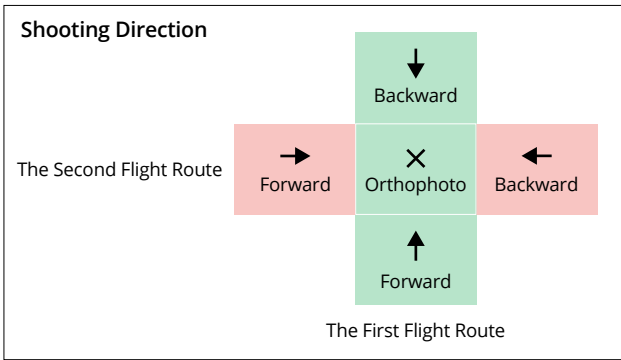 Shooting Direction
Backward
The Second Flight Route
Forward
Orthophoto
Backward
Forward
The First Flight Route